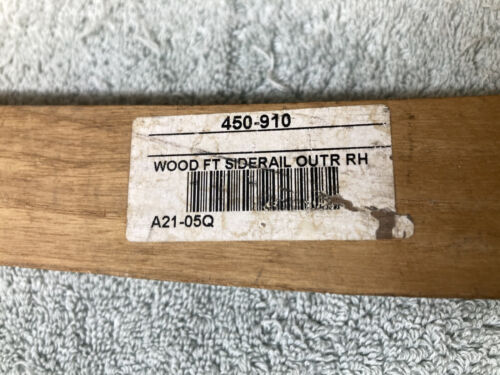 450-910
WOOD FT SIDERAIL OUTR RH
A21-05Q